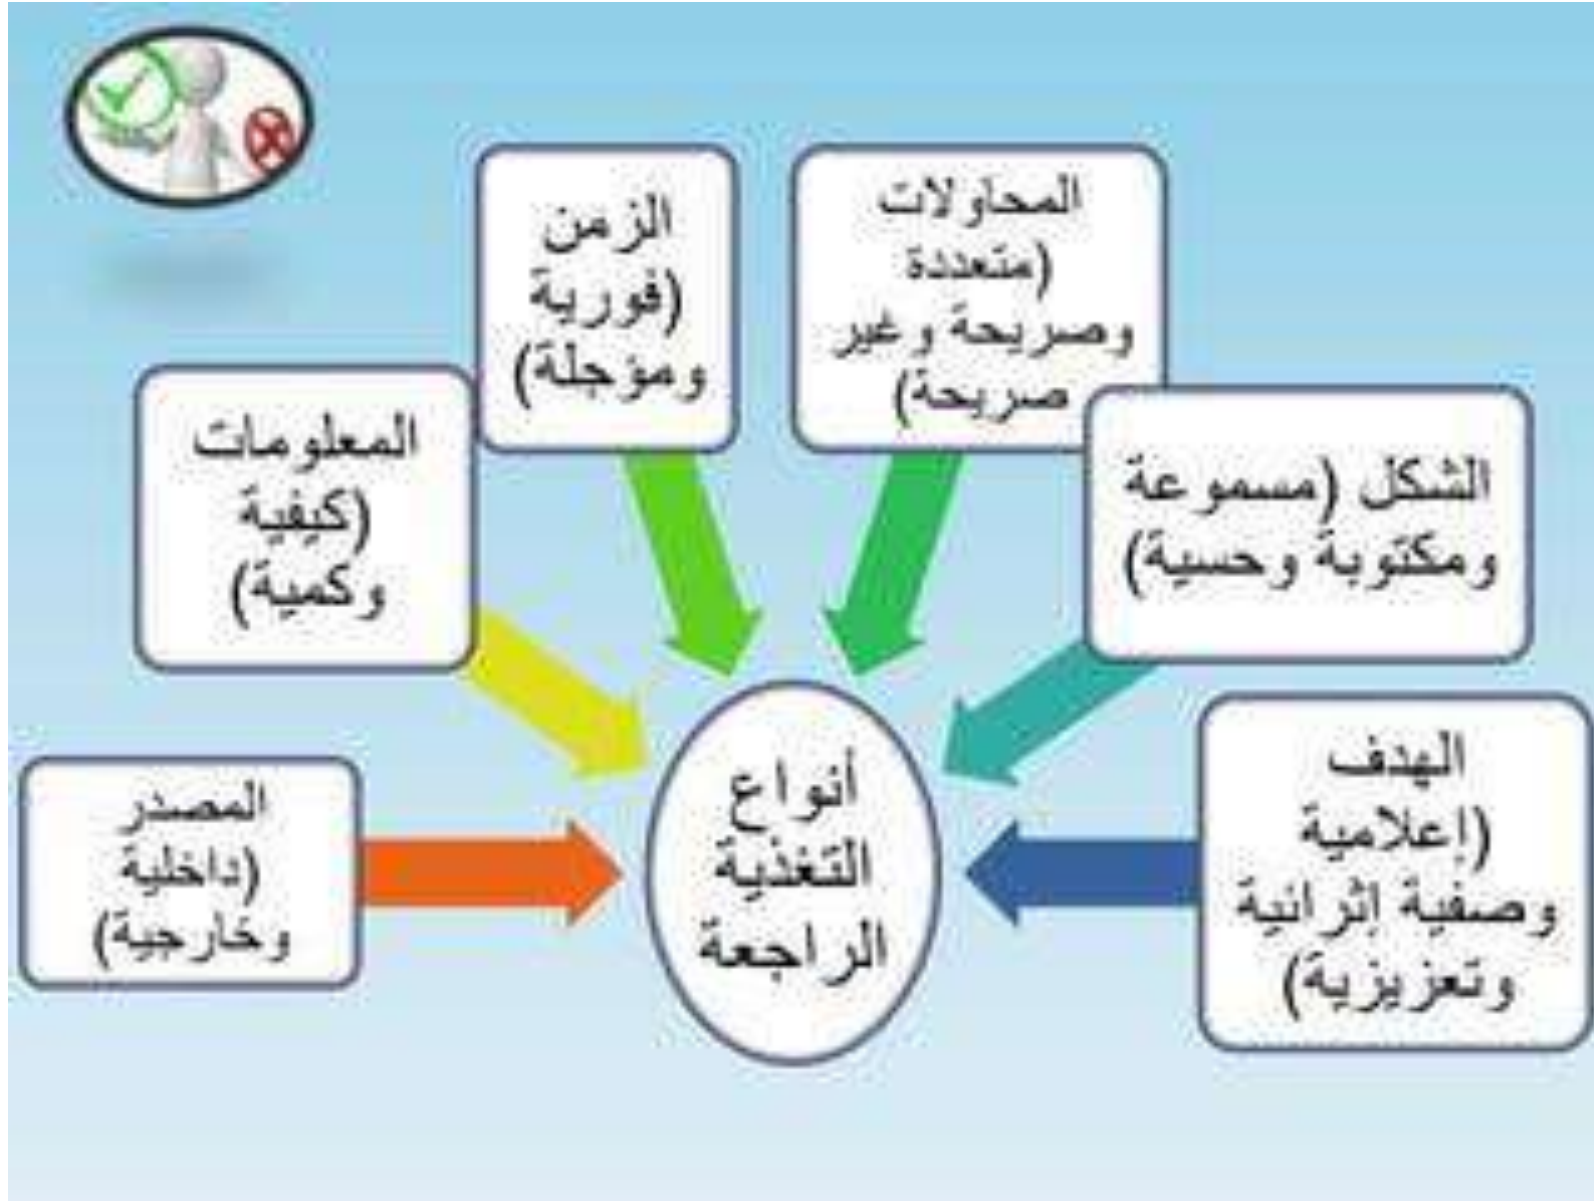 المحاولات
(متعددة
وصريحة وغير
صريحة)
الزمن
(فورية
ومؤجلة)
الشكل (مسموعة
ومكتوبة وحسية)
المعلومات
(كيفية
وكمية)
الهدف
(إعلامية
وصفية إثرائية
وتعزيزية)
المصدر
(داخلية
وخارجية)
أنواع
التغذية
الراجعة